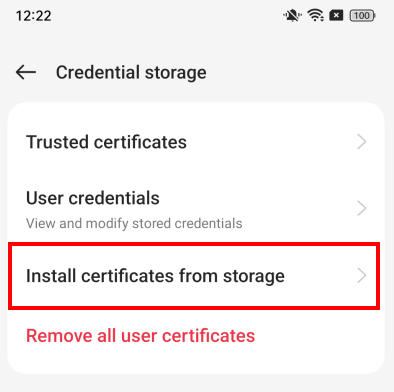 12:22
100
Credential storage
Trusted certificates
User credentials
View and modify stored credentials
Install certificates from storage
Remove all user certificates